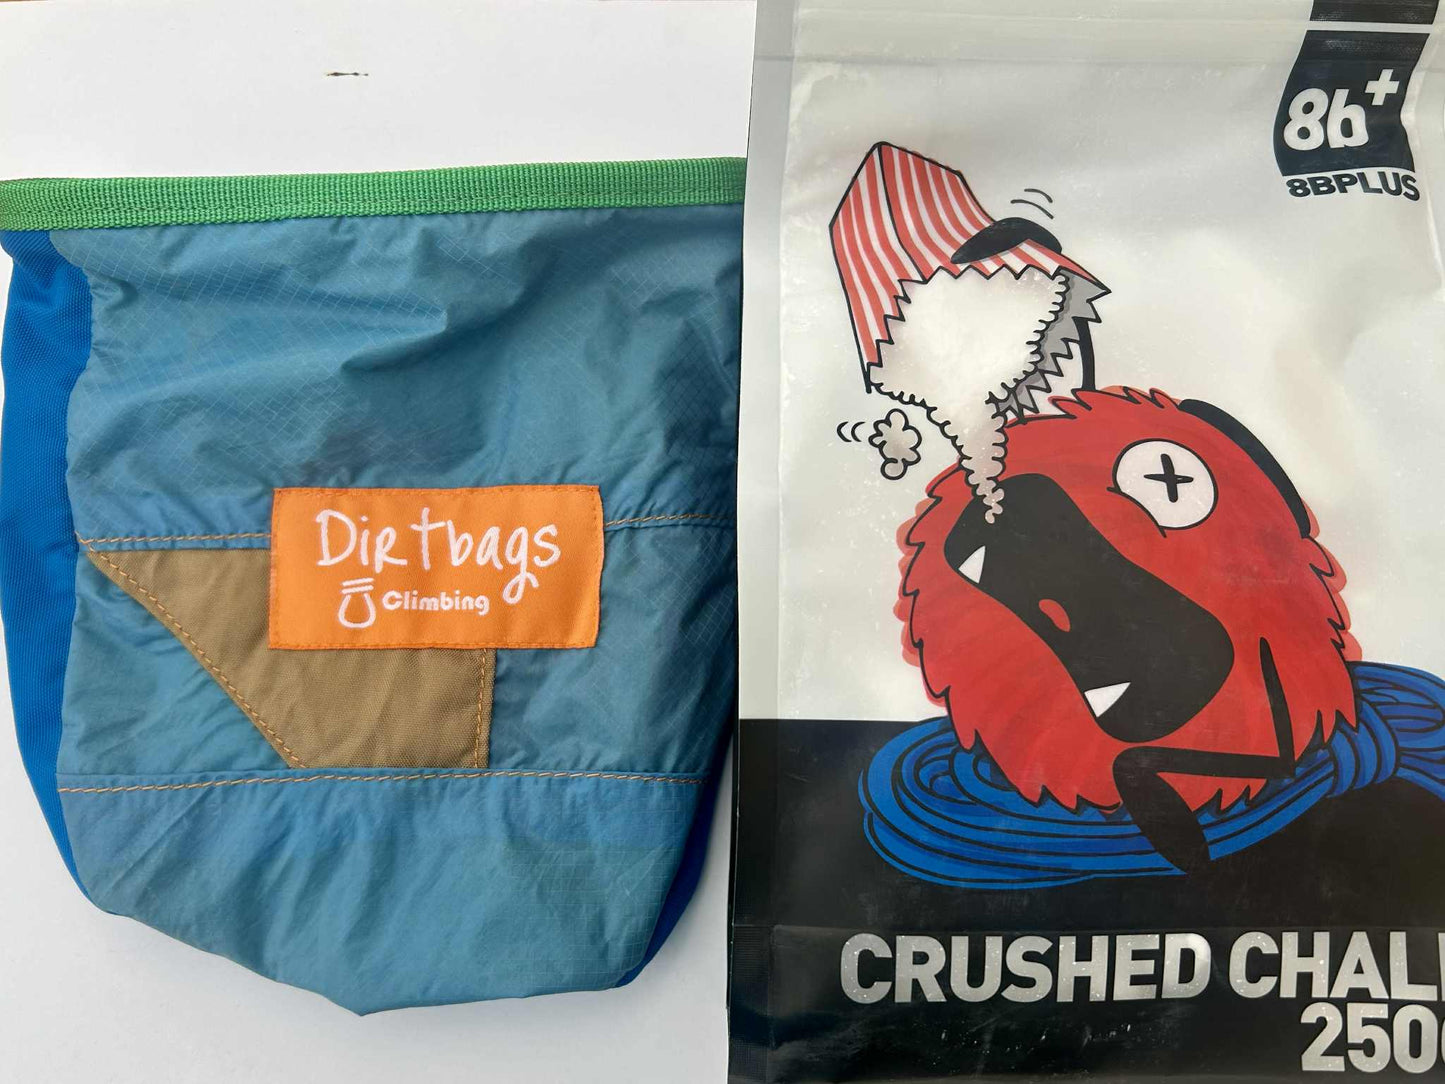 Dirtbags
Climbing
8b+
8BPLUS
CRUSHED CHAL
250